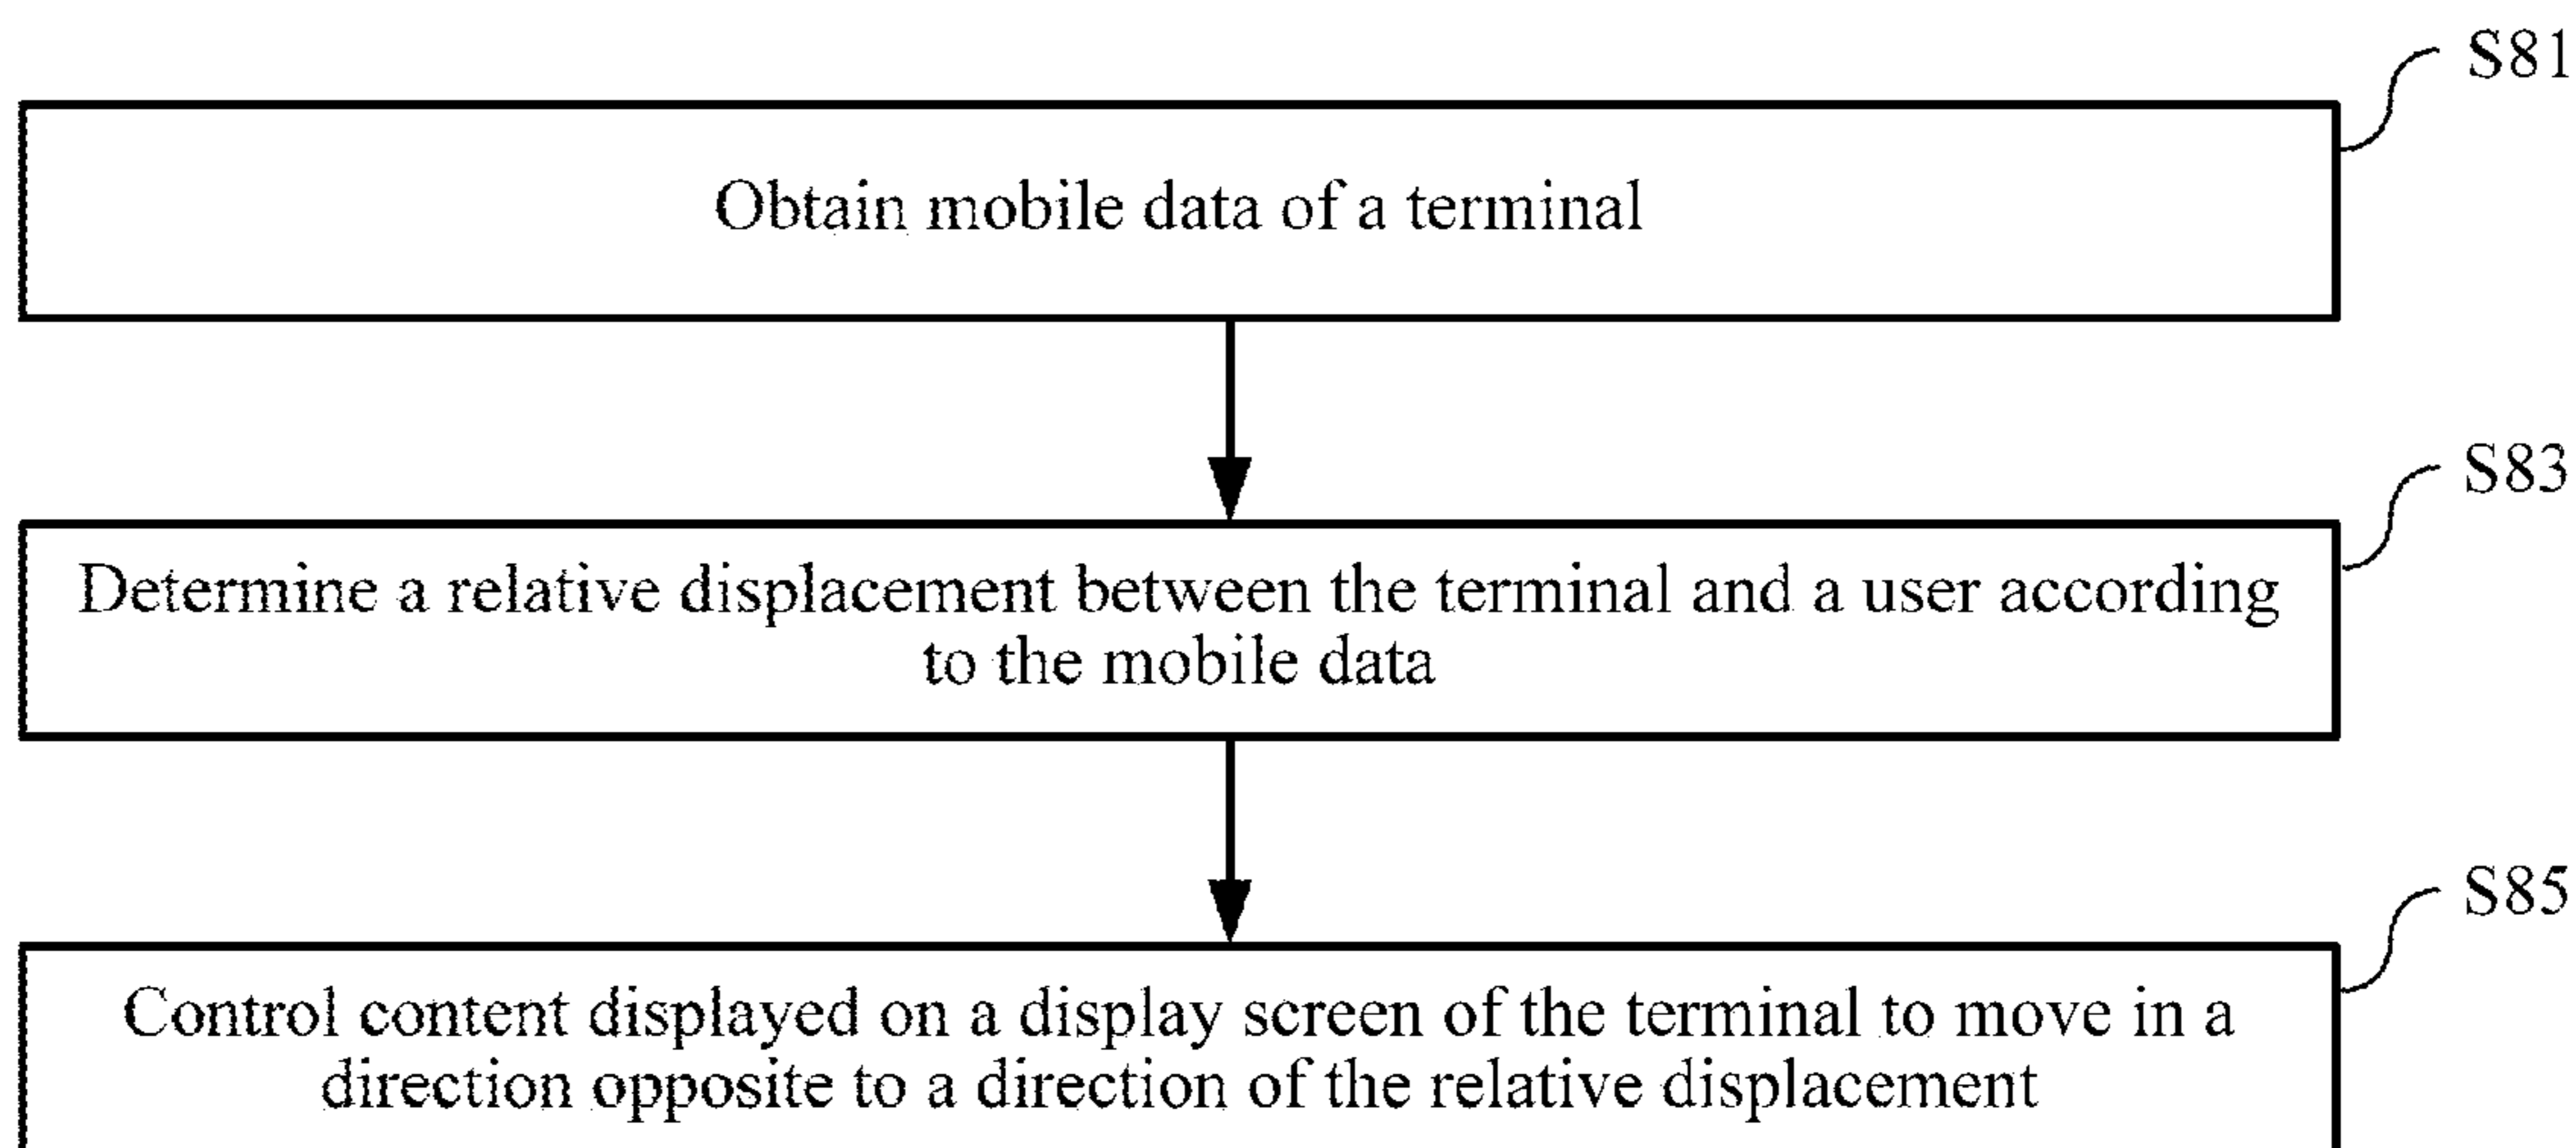 S81
Obtain mobile data of a terminal
S83
Determine a relative displacement between the terminal and a user according
to the mobile data
S85
Control content displayed on a display screen of the terminal to move in a
direction opposite to a direction of the relative displacement